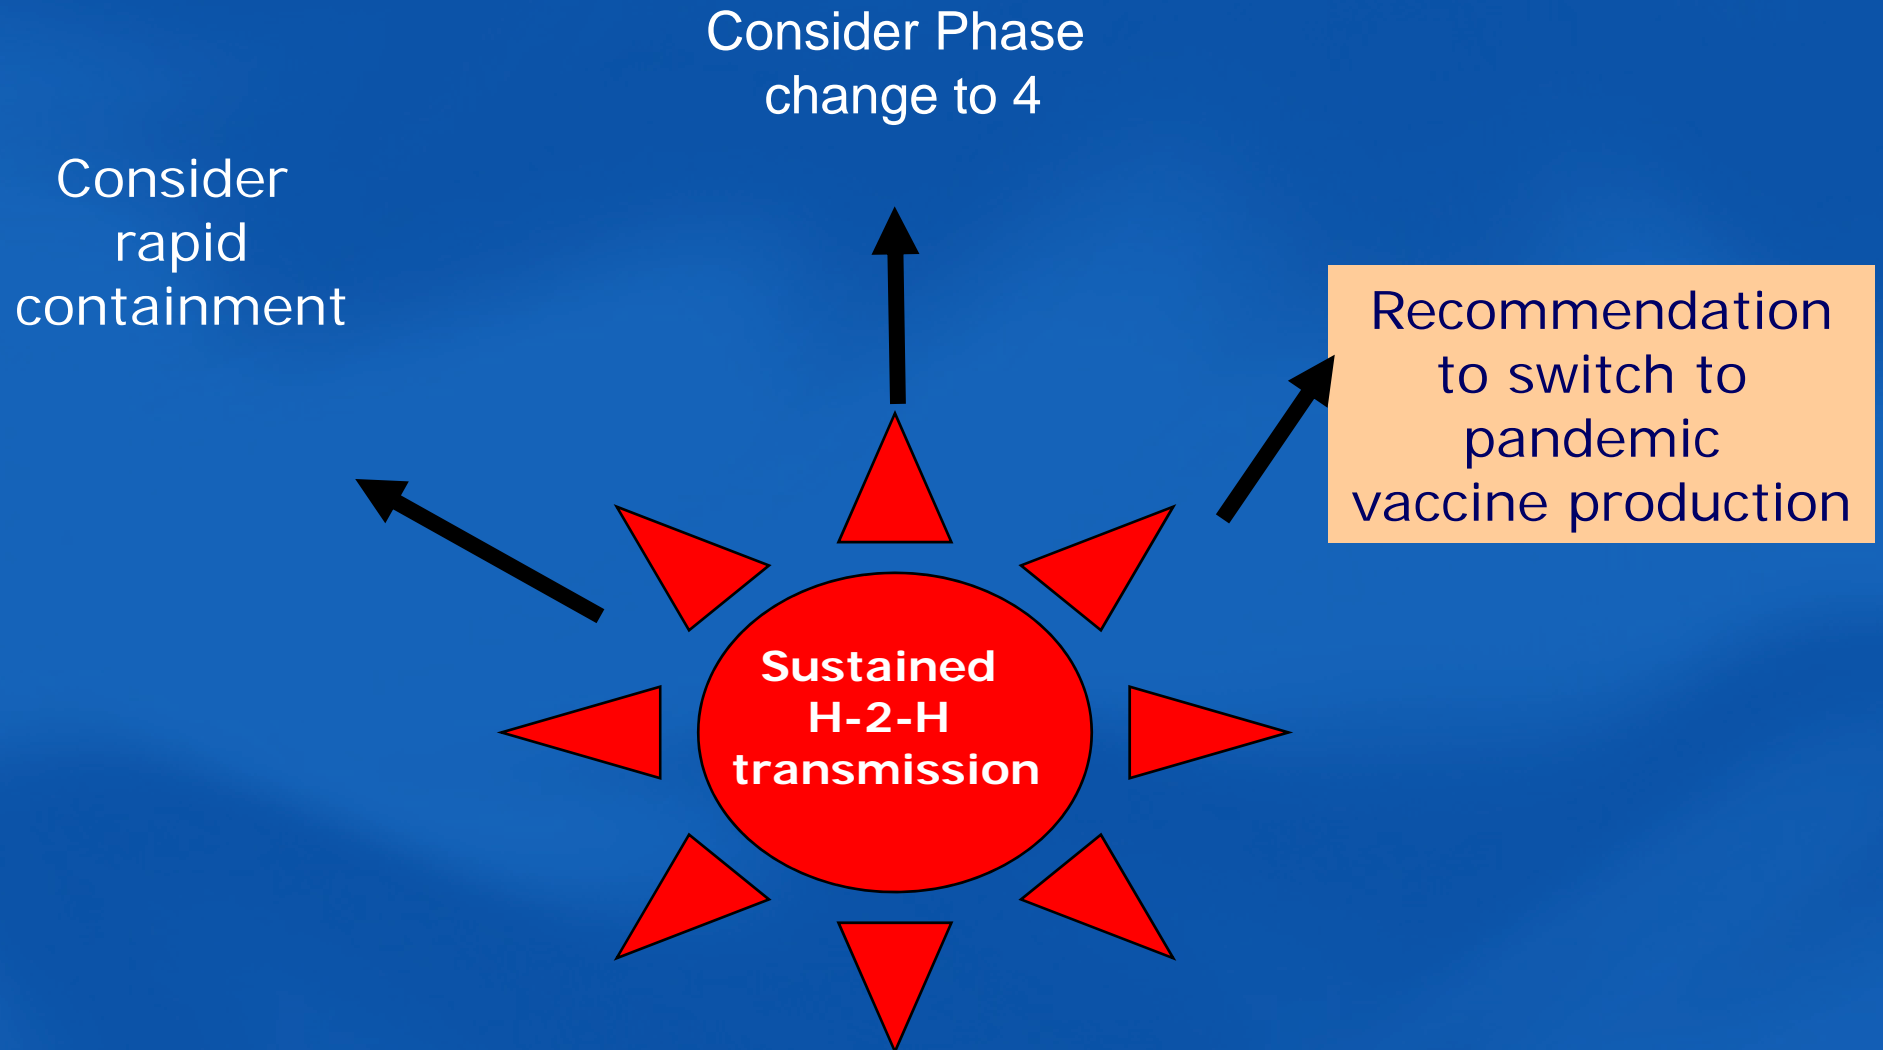 Consider Phase
change to 4
Consider
rapid
containment
Recommendation
to switch to
pandemic
vaccine production
Sustained
H-2-H
transmission